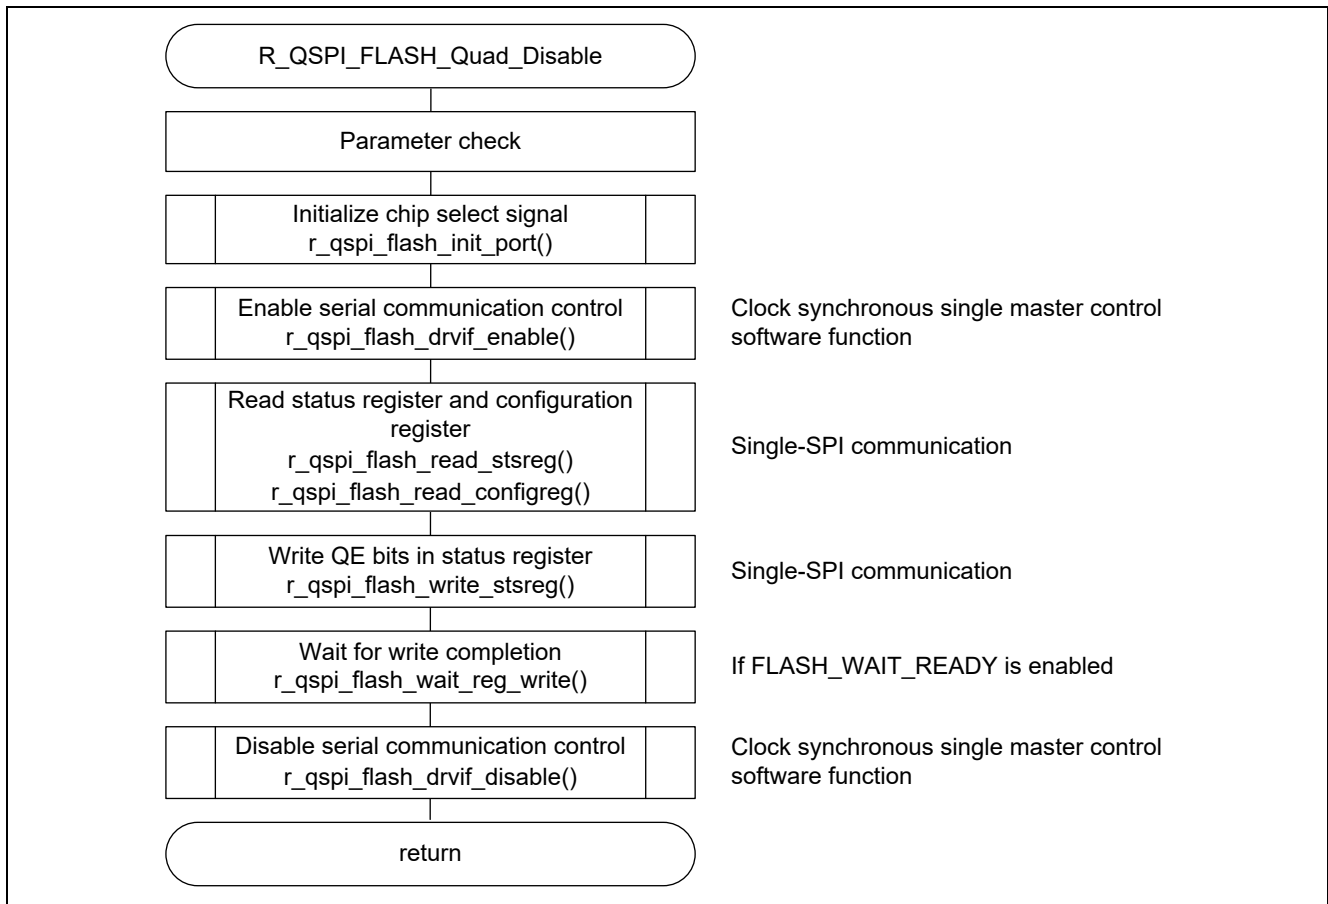 R_QSPI_FLASH_Quad_Disable
Parameter check
Initialize chip select signal
r_qspi_flash_init_port()
Enable serial communication control
r_qspi_flash_drvif_enable()
Clock synchronous single master control
software function
Read status register and configuration
register
r_qspi_flash_read_stsreg()
r_qspi_flash_read_configreg()
Single-SPI communication
Write QE bits in status register
r_qspi_flash_write_stsreg()
Single-SPI communication
Wait for write completion
r_qspi_flash_wait_reg_write()
If FLASH_WAIT_READY is enabled
Disable serial communication control
r_qspi_flash_drvif_disable()
Clock synchronous single master control
software function
return